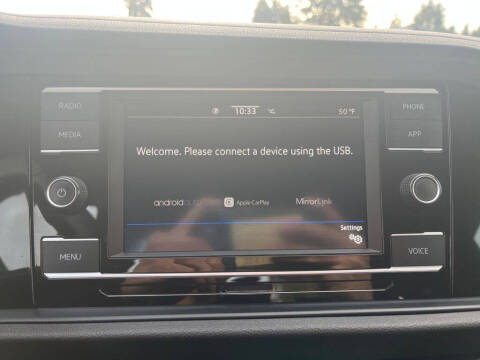 RADIO
MEDIA
MENU
10:33
50 °F
Welcome. Please connect a device using the USB.
androidauto
Apple CarPlay
MirrorLink
Settings
PHONE
APP
VOICE